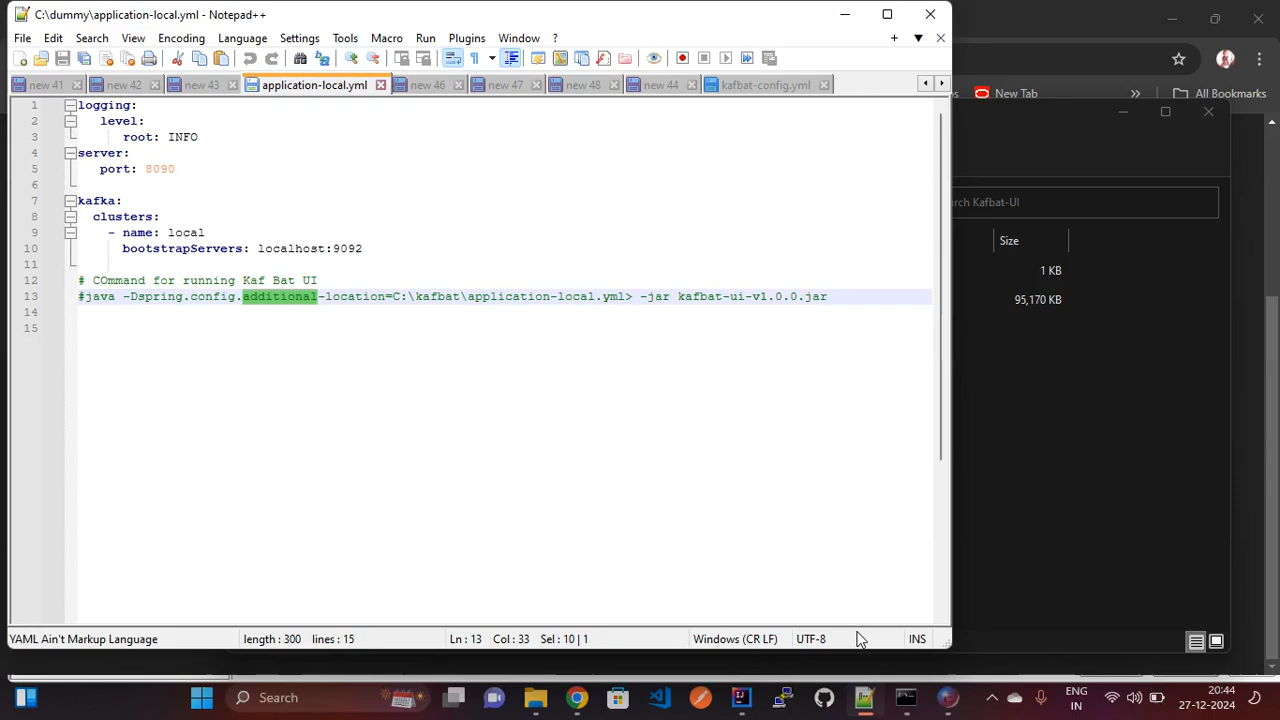 C:\dummy\application-local.yml - Notepad++
File Edit Search View Encoding Language Settings Tools Macro Run Plugins Window ?
new 41 new 42 new 43 application-local.yml new 46 new 47 new 48 new 44 kafbat-config.yml
New Tab
All Bookmarks
1 logging:
2 level:
3 root: INFO
4 server:
5 port: 8090
6
7 kafka:
8 clusters:
9 - name: local
10 bootstrapServers: localhost:9092
11
12 # COmmand for running Kaf Bat UI
13 #java -Dspring.config.additional-location=C:\kafbat\application-local.yml> -jar kafbat-ui-v1.0.0.jar
14
15
Kafbat-UI
Size
1 KB
95,170 KB
YAML Ain't Markup Language length : 300 lines : 15 Ln : 13 Col : 33 Sel : 10 | 1 Windows (CR LF) UTF-8 INS
Search
ENG
IN
20:44
27-12-2024